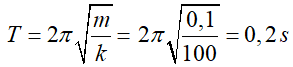 T = 2π√(m/k) = 2π√(0,1/100) = 0,2 s